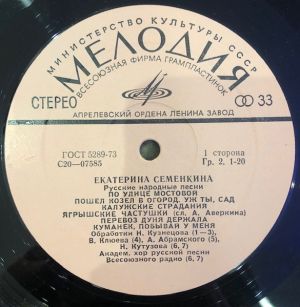 МИНИСТЕРСТВО КУЛЬТУРЫ СССР
МЕЛОДИЯ
ВСЕСОЮЗНАЯ ФИРМА ГРАМПЛАСТИНОК
СТЕРЕО
33
АПРЕЛЕВСКИЙ ОРДЕНА ЛЕНИНА ЗАВОД
ГОСТ 5289-73
1 сторона
С20—07585
Гр. 2. 1-20
ЕКАТЕРИНА СЕМЕНКИНА
Русские народные песни
ПО УЛИЦЕ МОСТОВОЙ
ПОШЕЛ КОЗЕЛ В ОГОРОД. УЖ ТЫ, САД
КАЛУЖСКИЕ СТРАДАНИЯ
ЯГРЫШСКИЕ ЧАСТУШКИ (сл. А. Аверкина)
ПЕРЕВОЗ ДУНЯ ДЕРЖАЛА
КУМАНЕК, ПОБЫВАЙ У МЕНЯ
Обработки Н. Кузнецова (1—3),
В. Клюева (4), А. Абрамского (5),
Н. Кутузова (6, 7)
Академ. хор русской песни
Всесоюзного радио (6, 7)